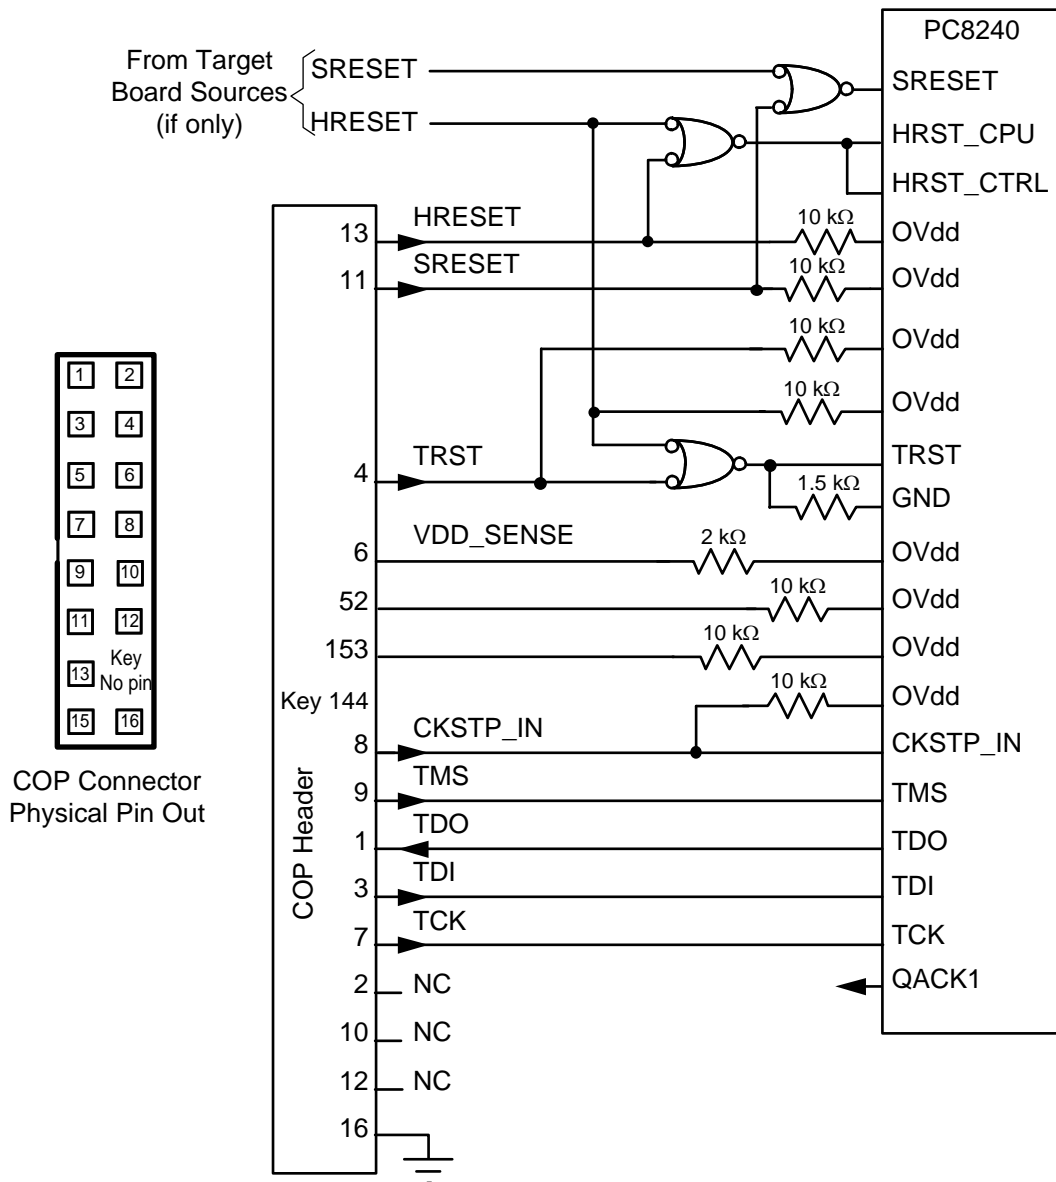 PC8240
From Target
Board Sources
(if only)
SRESET
HRESET
SRESET
HRST_CPU
HRST_CTRL
13
HRESET
10 kΩ
OVdd
11
SRESET
10 kΩ
OVdd
10 kΩ
OVdd
10 kΩ
OVdd
4
TRST
TRST
1.5 kΩ
GND
6
VDD_SENSE
2 kΩ
OVdd
52
10 kΩ
OVdd
153
10 kΩ
OVdd
Key 144
10 kΩ
OVdd
8
CKSTP_IN
CKSTP_IN
9
TMS
TMS
1
TDO
TDO
3
TDI
TDI
7
TCK
TCK
QACK1
2
NC
10
NC
12
NC
16
COP Header
1 2
3 4
5 6
7 8
9 10
11 12
13 Key
No pin
15 16
COP Connector
Physical Pin Out